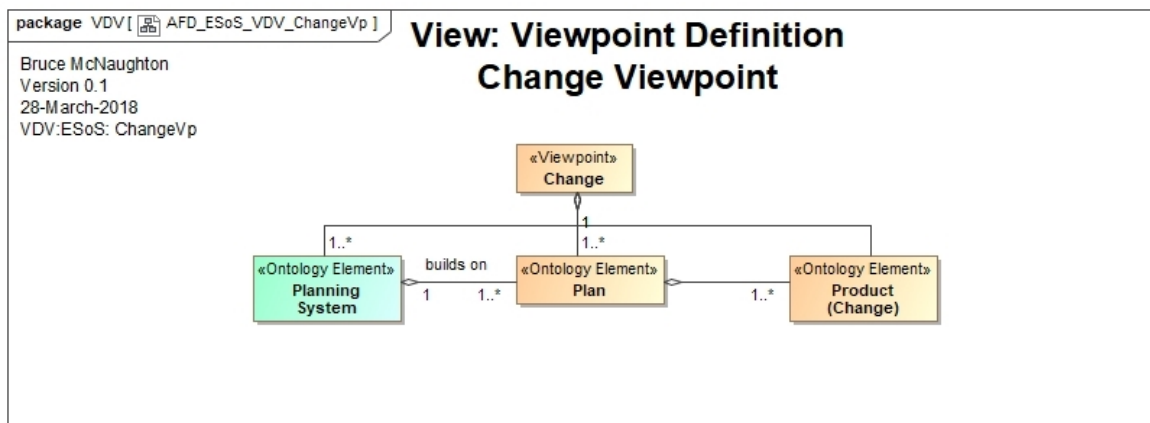 package VDV [ AFD_ESoS_VDV_ChangeVp ]
View: Viewpoint Definition
Change Viewpoint
Bruce McNaughton
Version 0.1
28-March-2018
VDV:ESoS: ChangeVp
«Viewpoint»
Change
1
1..*
1..*
«Ontology Element»
Planning
System
builds on
1
1..*
«Ontology Element»
Plan
1..*
«Ontology Element»
Product
(Change)